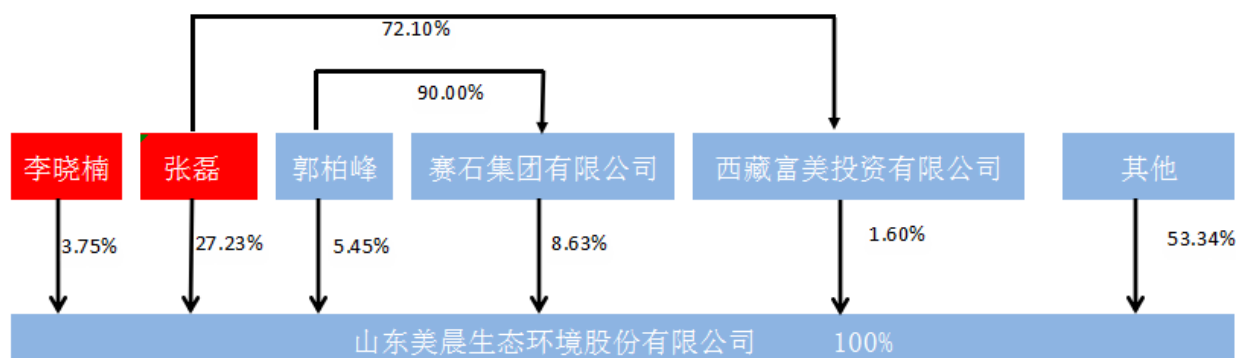 72.10%
90.00%
李晓楠
张磊
郭柏峰
赛石集团有限公司
西藏富美投资有限公司
其他
3.75%
27.23%
5.45%
8.63%
1.60%
53.34%
山东美晨生态环境股份有限公司 100%